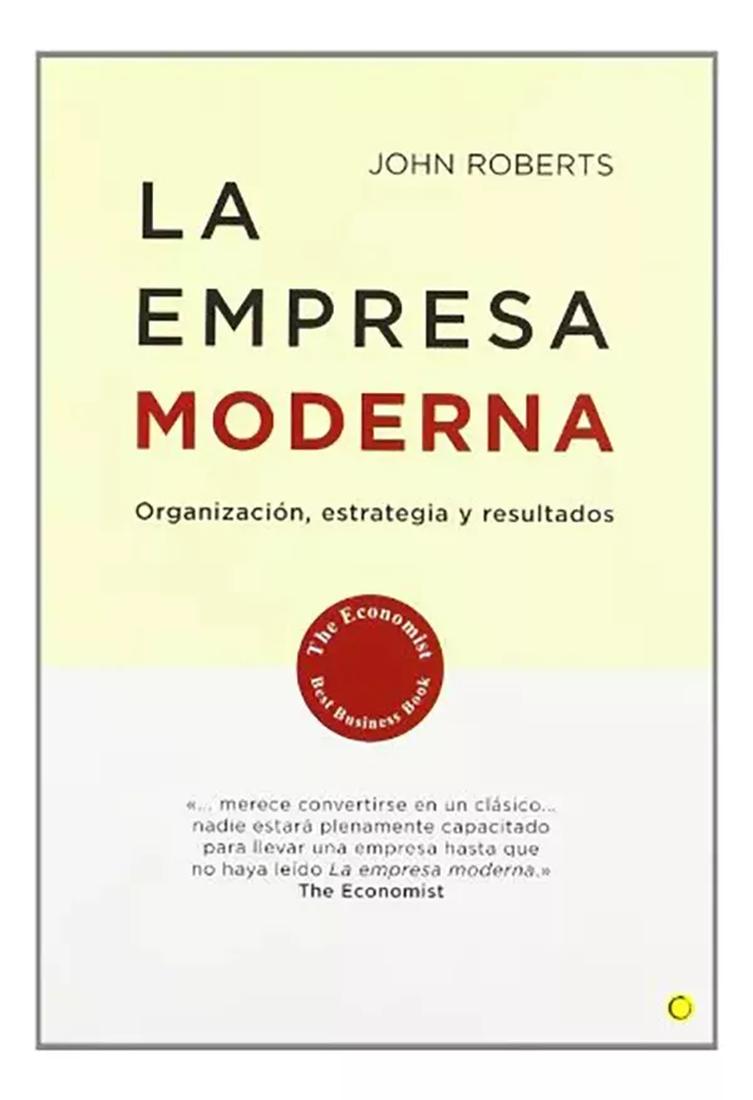 JOHN ROBERTS
LA
EMPRESA
MODERNA
Organización, estrategia y resultados
The Economist
Best Business Book
«... merece convertirse en un clásico...
nadie estará plenamente capacitado
para llevar una empresa hasta que
no haya leído La empresa moderna.»
The Economist